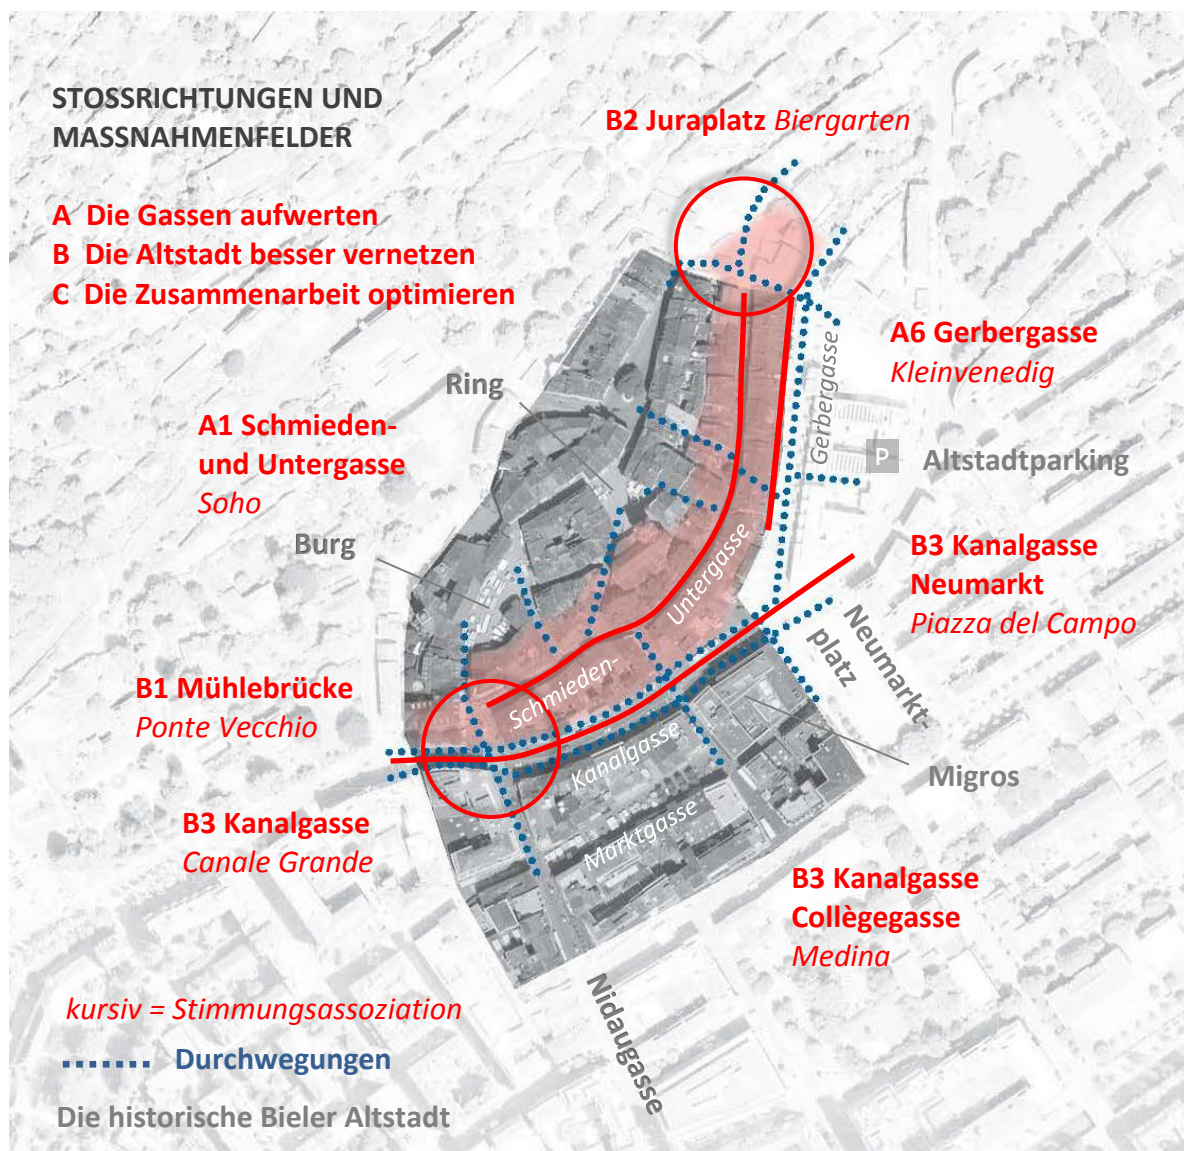 STOSSRICHTUNGEN UND
MASSNAHMENFELDER
B2 Juraplatz Biergarten
A Die Gassen aufwerten
B Die Altstadt besser vernetzen
C Die Zusammenarbeit optimieren
A6 Gerbergasse
Kleinvenedig
Gerbergasse
Ring
A1 Schmieden-
und Untergasse
Soho
P
Altstadtparking
Burg
B3 Kanalgasse
Neumarkt
Piazza del Campo
Untergasse
Neumarkt-
platz
Schmieden-
B1 Mühlebrücke
Ponte Vecchio
Kanalgasse
Migros
Marktgasse
B3 Kanalgasse
Canale Grande
B3 Kanalgasse
Collègegasse
Medina
Nidaugasse
kursiv = Stimmungsassoziation
Durchwegungen
Die historische Bieler Altstadt